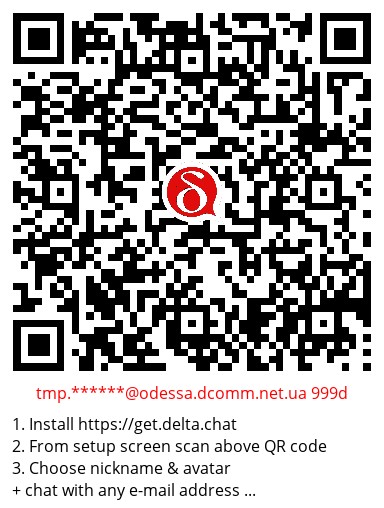 δ
tmp.******@odessa.dcomm.net.ua 999d
1. Install https://get.delta.chat
2. From setup screen scan above QR code
3. Choose nickname & avatar
+ chat with any e-mail address ...